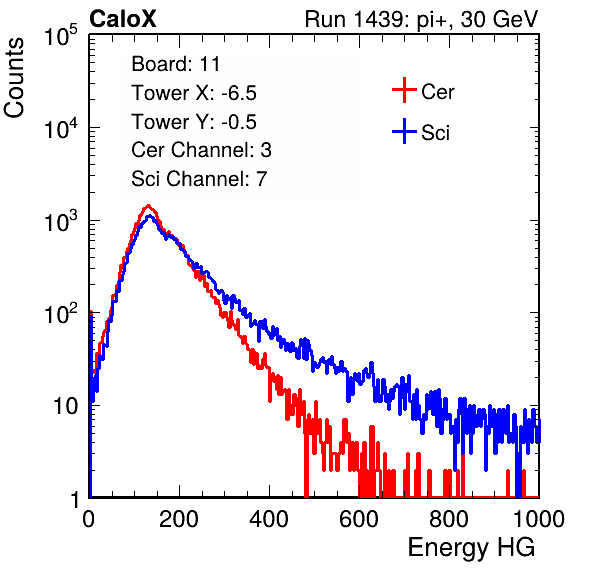 CaloX Run 1439: pi+, 30 GeV
Counts
10^5
10^4
10^3
10^2
10
1
Board: 11
Tower X: -6.5
Tower Y: -0.5
Cer Channel: 3
Sci Channel: 7
Cer
Sci
0 200 400 600 800 1000
Energy HG